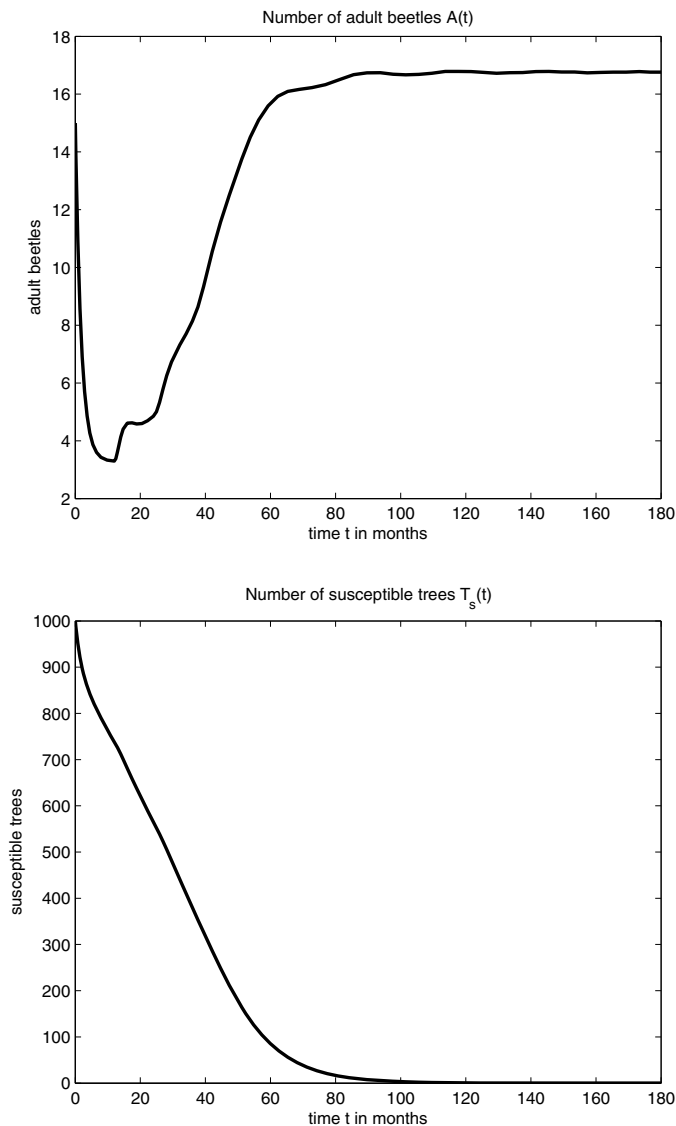 Number of adult beetles A(t)
18
16
14
12
10
8
6
4
2
adult beetles
0 20 40 60 80 100 120 140 160 180
time t in months
Number of susceptible trees T_s(t)
1000
900
800
700
600
500
400
300
200
100
0
susceptible trees
0 20 40 60 80 100 120 140 160 180
time t in months